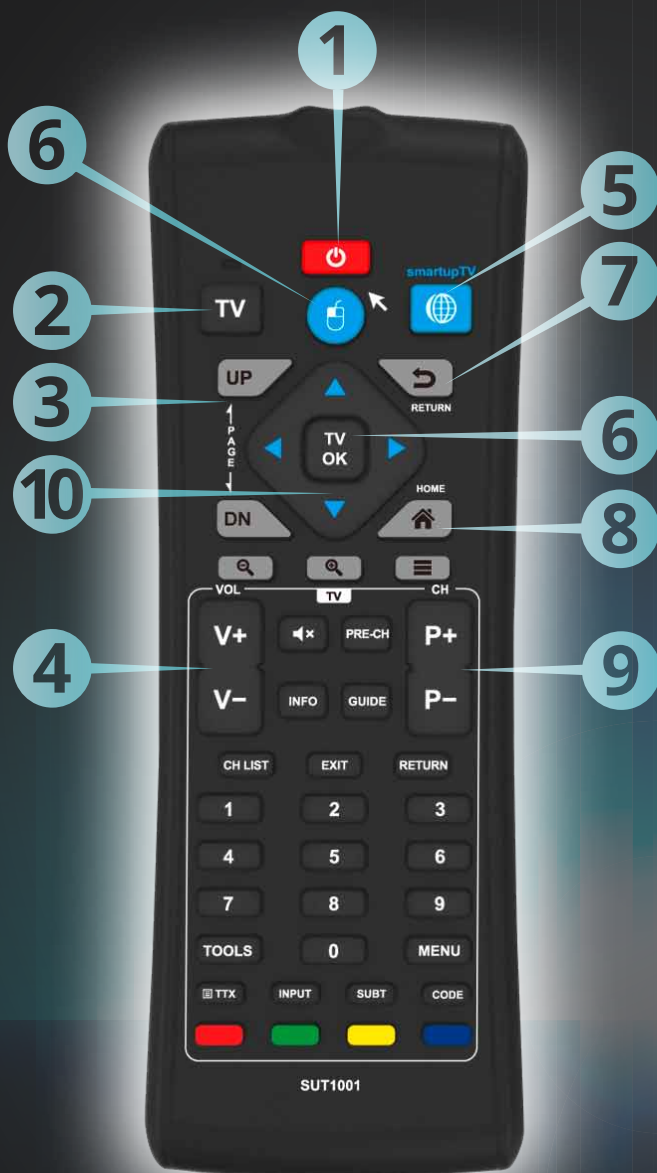 1
6
5
smartupTV
7
2
TV
UP
RETURN
3
PAGE
TV
OK
6
10
HOME
DN
8
VOL
TV
CH
V+
PRE-CH
P+
4
9
V-
INFO
GUIDE
P-
CH LIST
EXIT
RETURN
1
2
3
4
5
6
7
8
9
TOOLS
0
MENU
TTX
INPUT
SUBT
CODE
SUT1001